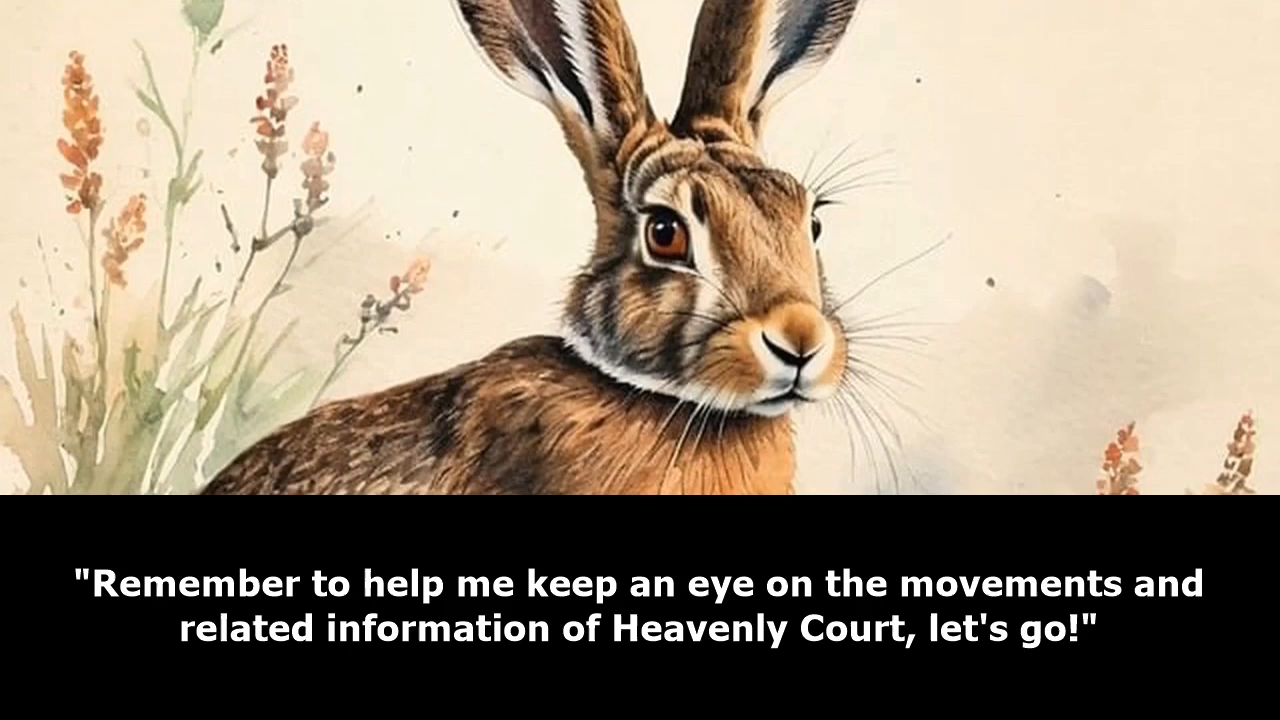 "Remember to help me keep an eye on the movements and
related information of Heavenly Court, let's go!"